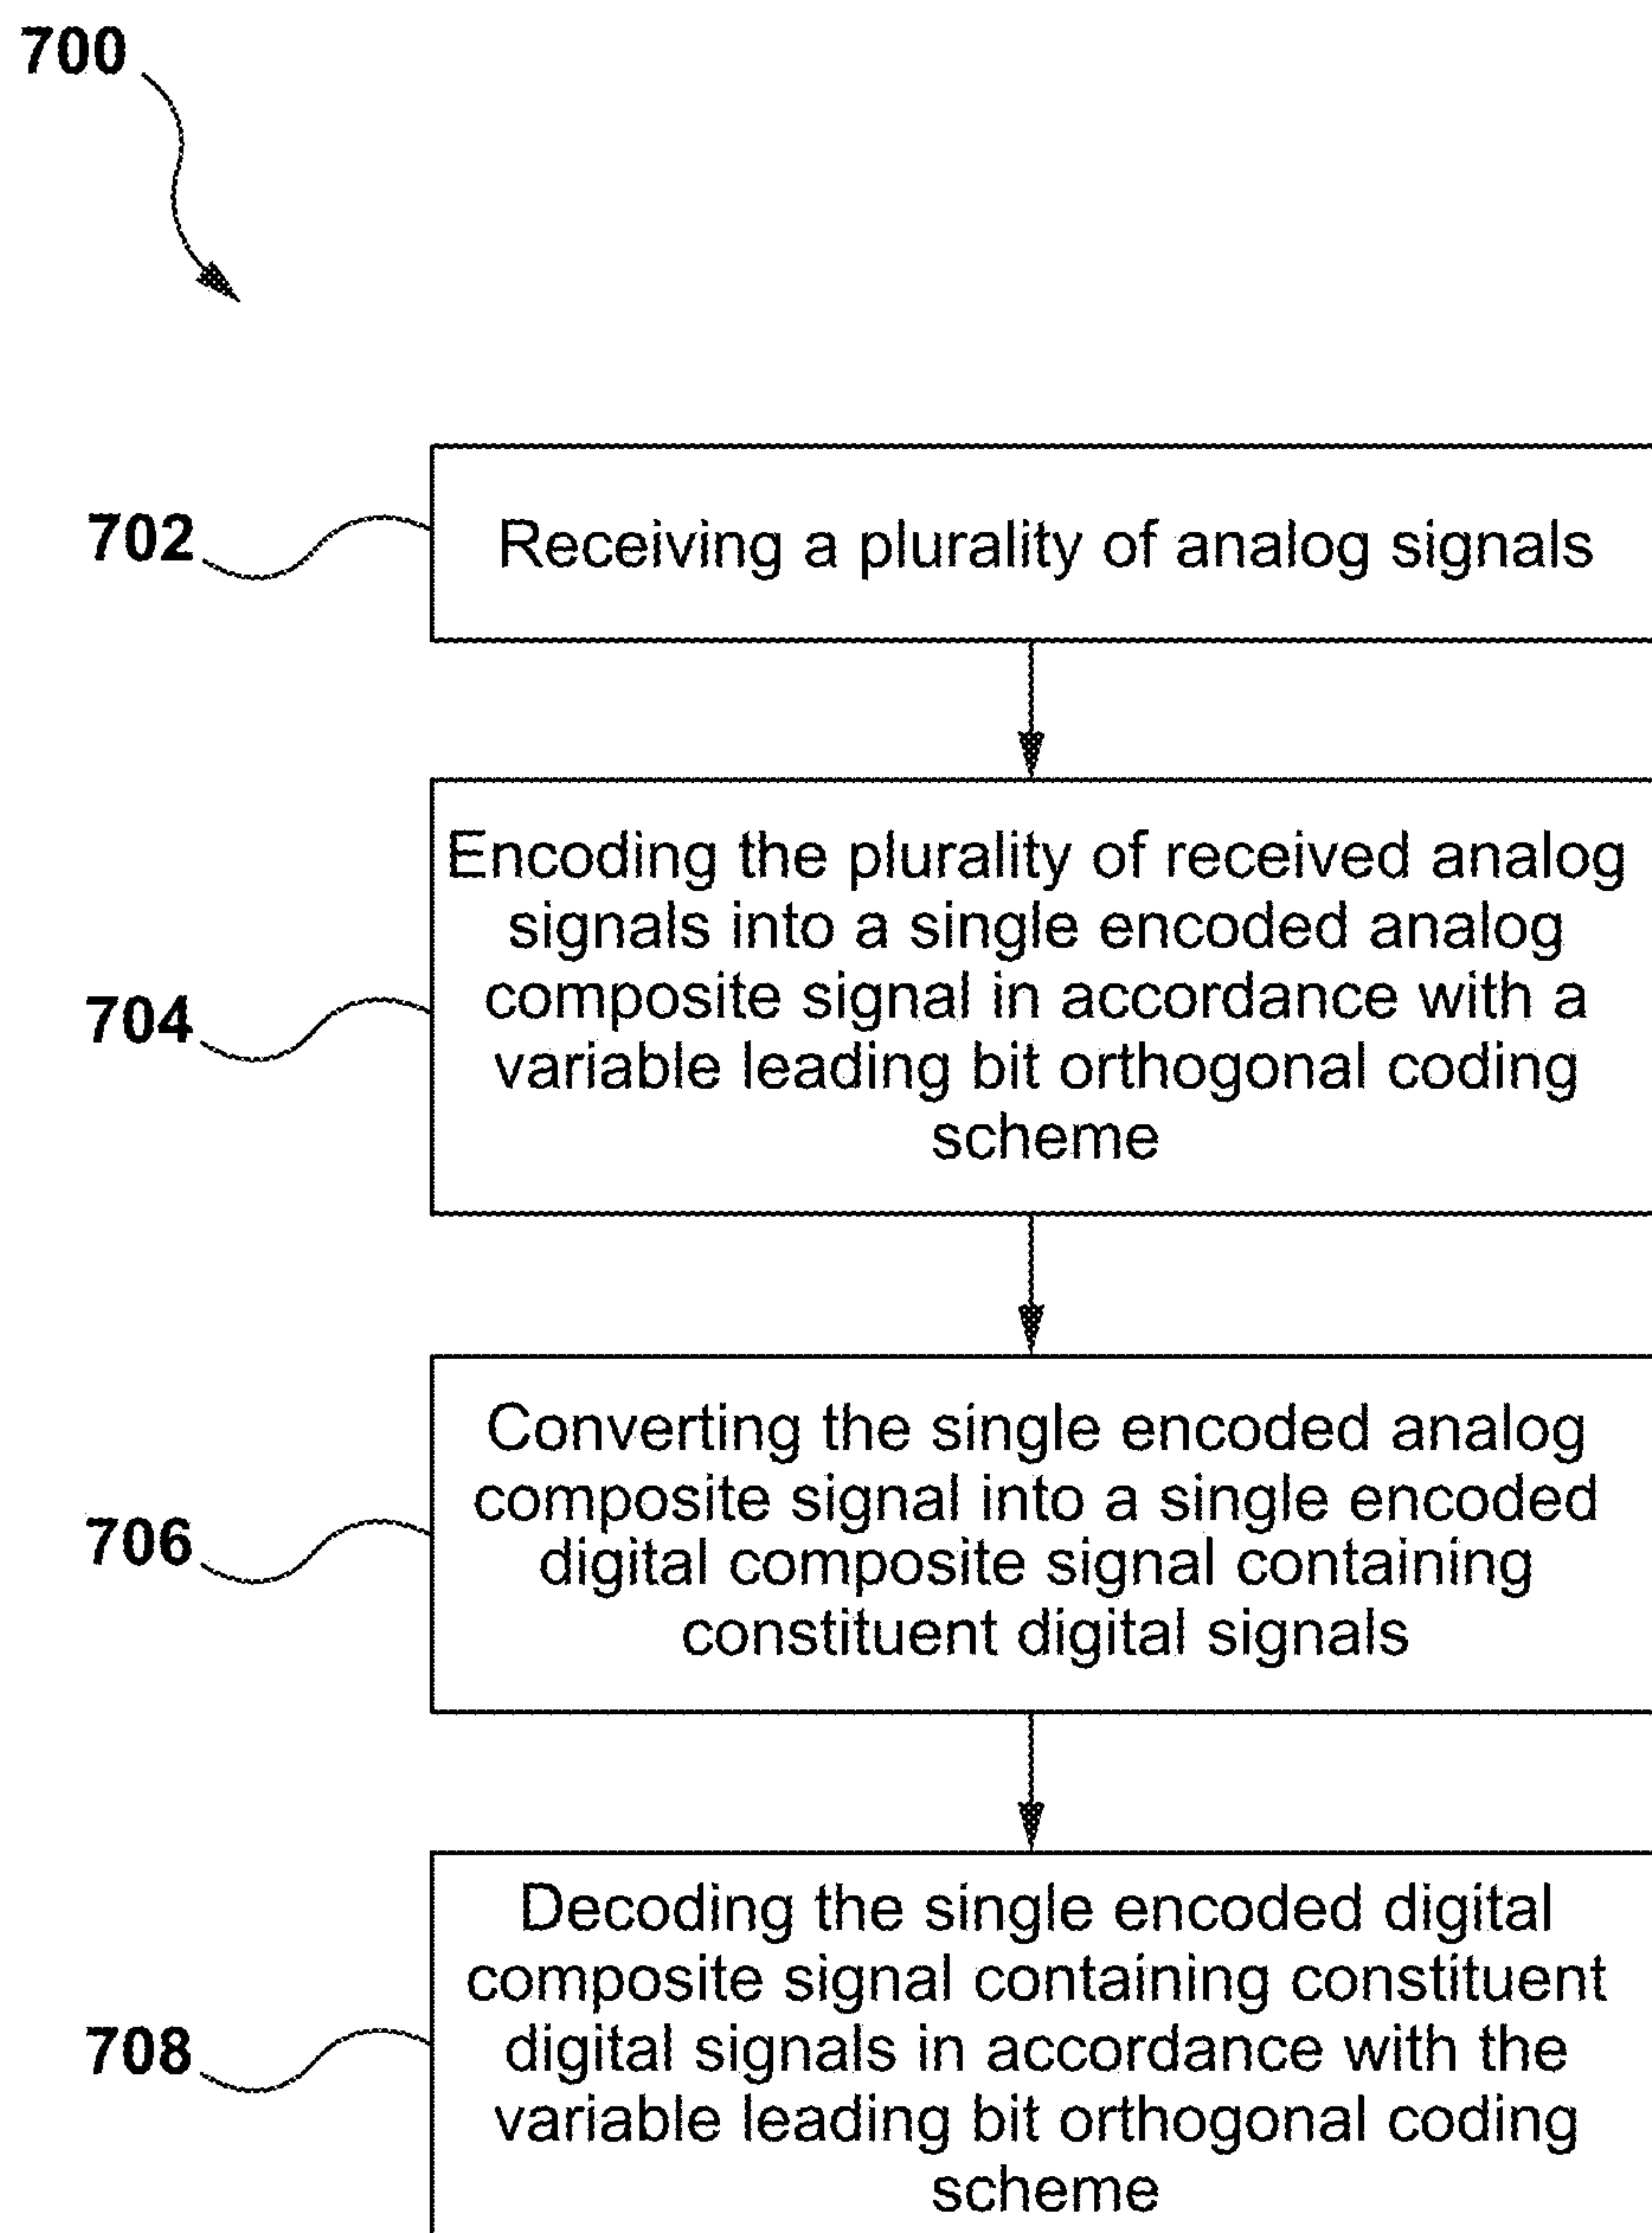 700
702
Receiving a plurality of analog signals
Encoding the plurality of received analog
signals into a single encoded analog
composite signal in accordance with a
variable leading bit orthogonal coding
scheme
704
Converting the single encoded analog
composite signal into a single encoded
digital composite signal containing
constituent digital signals
706
Decoding the single encoded digital
composite signal containing constituent
digital signals in accordance with the
variable leading bit orthogonal coding
scheme
708